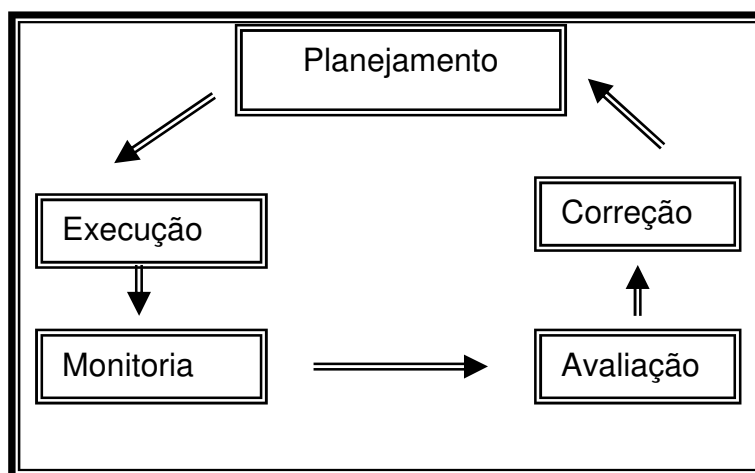 Planejamento
Execução
Correção
Monitoria
Avaliação